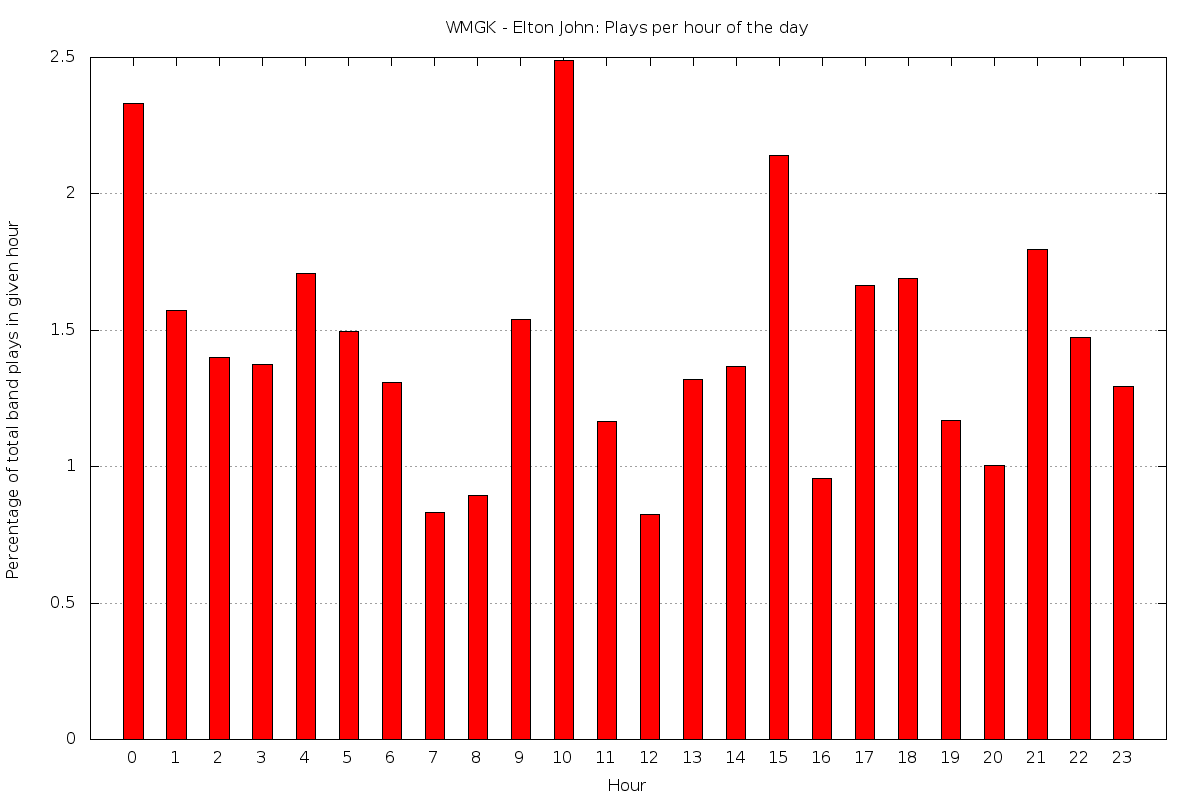 WMGK - Elton John: Plays per hour of the day
Percentage of total band plays in given hour
2.5
2
1.5
1
0.5
0
0 1 2 3 4 5 6 7 8 9 10 11 12 13 14 15 16 17 18 19 20 21 22 23
Hour